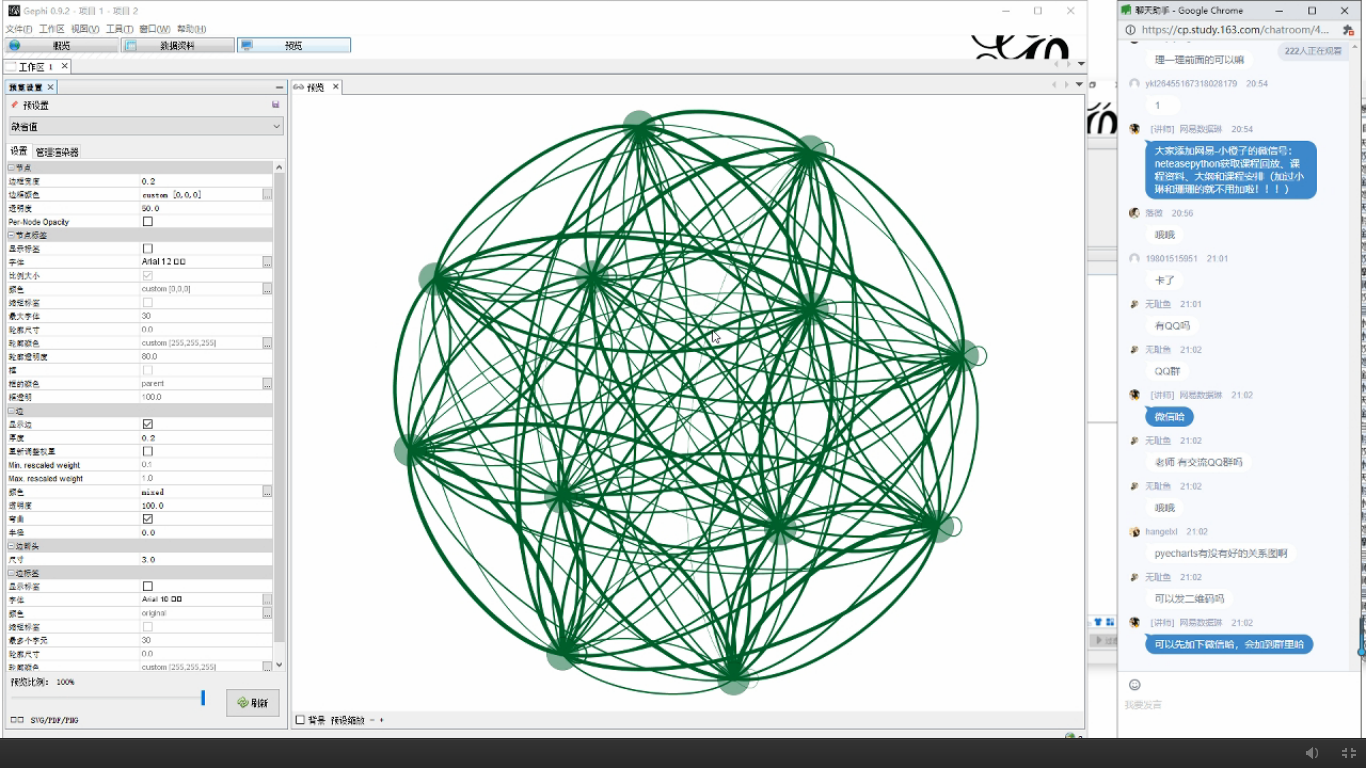 Gephi 0.9.2 - 项目 1 - 项目 2
文件(F) 工作区 视图(V) 工具(T) 窗口(W) 帮助(H)
概览 数据资料 预览
工作区 1
预览设置
预设置
缺省值
设置 管理渲染器
节点
边框宽度 0.2
边框颜色 custom [0,0,0]
透明度 50.0
Per-Node Opacity
节点标签
显示标签
字体 Arial 12
比例大小
颜色 custom [0,0,0]
缩短标签
最大字体 30
轮廓尺寸 0.0
轮廓颜色 custom [255,255,255]
轮廓透明度 80.0
框
框的颜色 parent
框透明 100.0
边
显示边
厚度 0.2
重新调整权重
Min. rescaled weight 0.1
Max. rescaled weight 1.0
颜色 mixed
透明度 100.0
弯曲
半径 0.0
边箭头
尺寸 3.0
边标签
显示标签
字体 Arial 10
颜色 original
缩短标签
最多个字元 30
轮廓尺寸 0.0
轮廓颜色 custom [255,255,255]
预览比例: 100%
刷新
SVG/PDF/PNG
预览
背景 预设缩放 - +
聊天助手 - Google Chrome
https://cp.study.163.com/chatroom/4...
222人正在观看
理一理前面的可以嘛
ykt26455167318028179 20:54
1
[讲师] 网易数据琳 20:54
大家添加网易-小橙子的微信号:
neteasepython获取课程回放、课
程资料、大纲和课程安排（加过小
琳和珊珊的就不用加啦！！！）
20:56
哦哦
19801515951 21:01
卡了
无耻鱼 21:01
有QQ吗
无耻鱼 21:02
QQ群
[讲师] 网易数据琳 21:02
微信哈
无耻鱼 21:02
老师 有交流QQ群吗
无耻鱼 21:02
哦哦
hangelxl 21:02
pyecharts有没有好的关系图啊
无耻鱼 21:02
可以发二维码吗
[讲师] 网易数据琳 21:02
可以先加下微信哈，会加到群里哈
我要发言